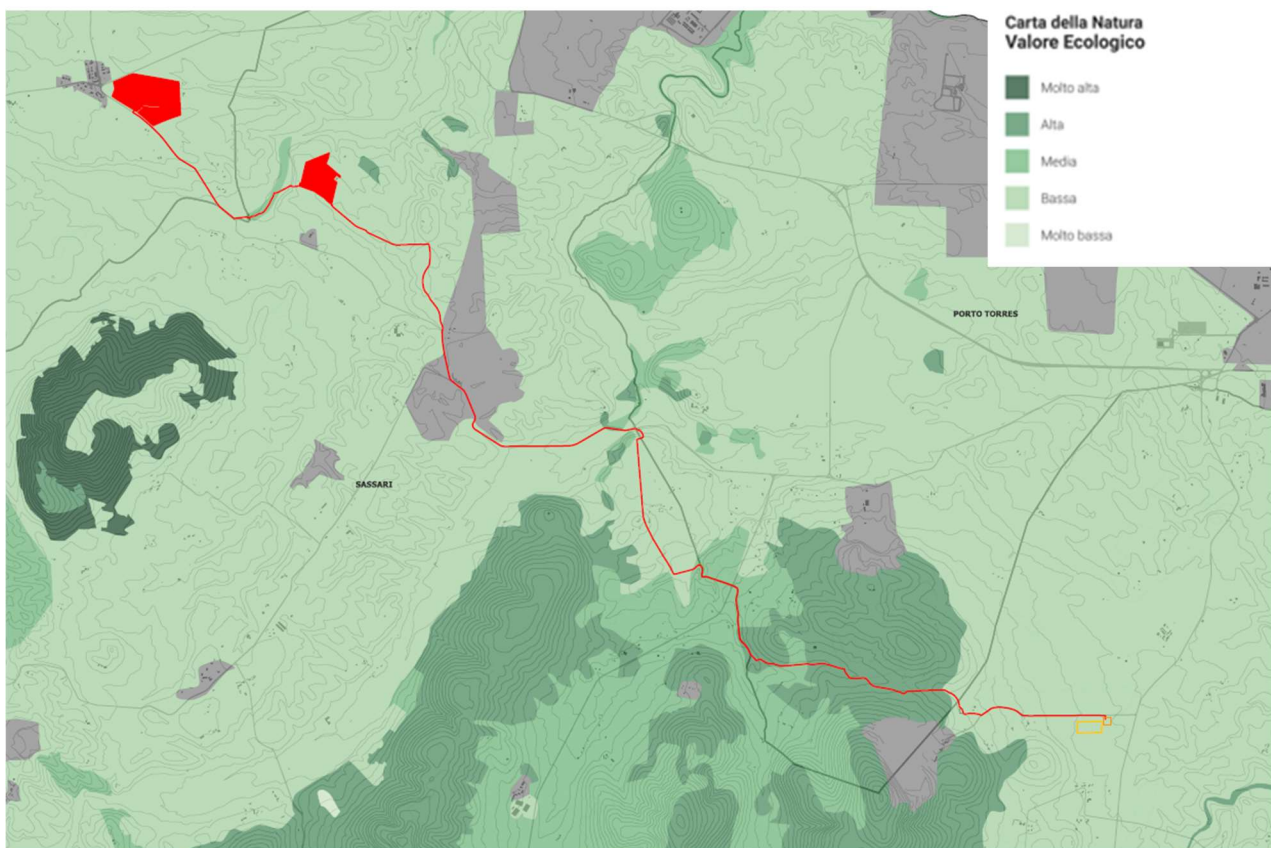 Carta della Natura
Valore Ecologico
Molto alta
Alta
Media
Bassa
Molto bassa
PORTO TORRES
SASSARI